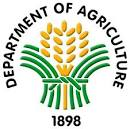 DEPARTMENT OF AGRICULTURE
1898